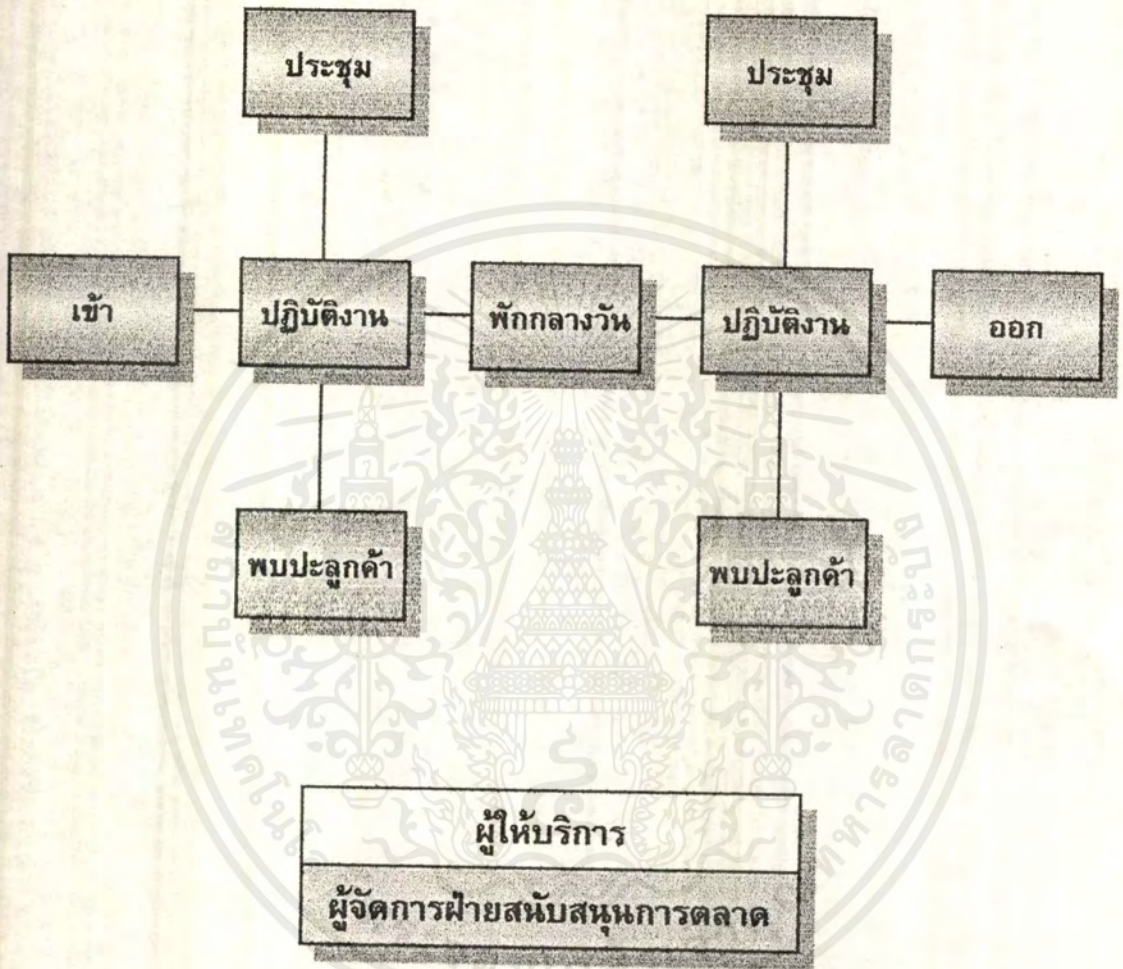 ประชุม
ประชุม
เข้า
ปฏิบัติงาน
พักกลางวัน
ปฏิบัติงาน
ออก
พบปะลูกค้า
พบปะลูกค้า
ผู้ให้บริการ
ผู้จัดการฝ่ายสนับสนุนการตลาด